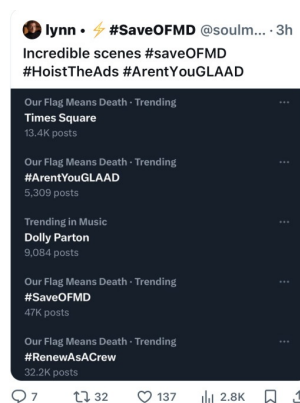 lynn • ⚡ #SaveOFMD @soulm... · 3h
Incredible scenes #saveOFMD
#HoistTheAds #ArentYouGLAAD
Our Flag Means Death · Trending
Times Square
13.4K posts
Our Flag Means Death · Trending
#ArentYouGLAAD
5,309 posts
Trending in Music
Dolly Parton
9,084 posts
Our Flag Means Death · Trending
#SaveOFMD
47K posts
Our Flag Means Death · Trending
#RenewAsACrew
32.2K posts
7 32 137 2.8K